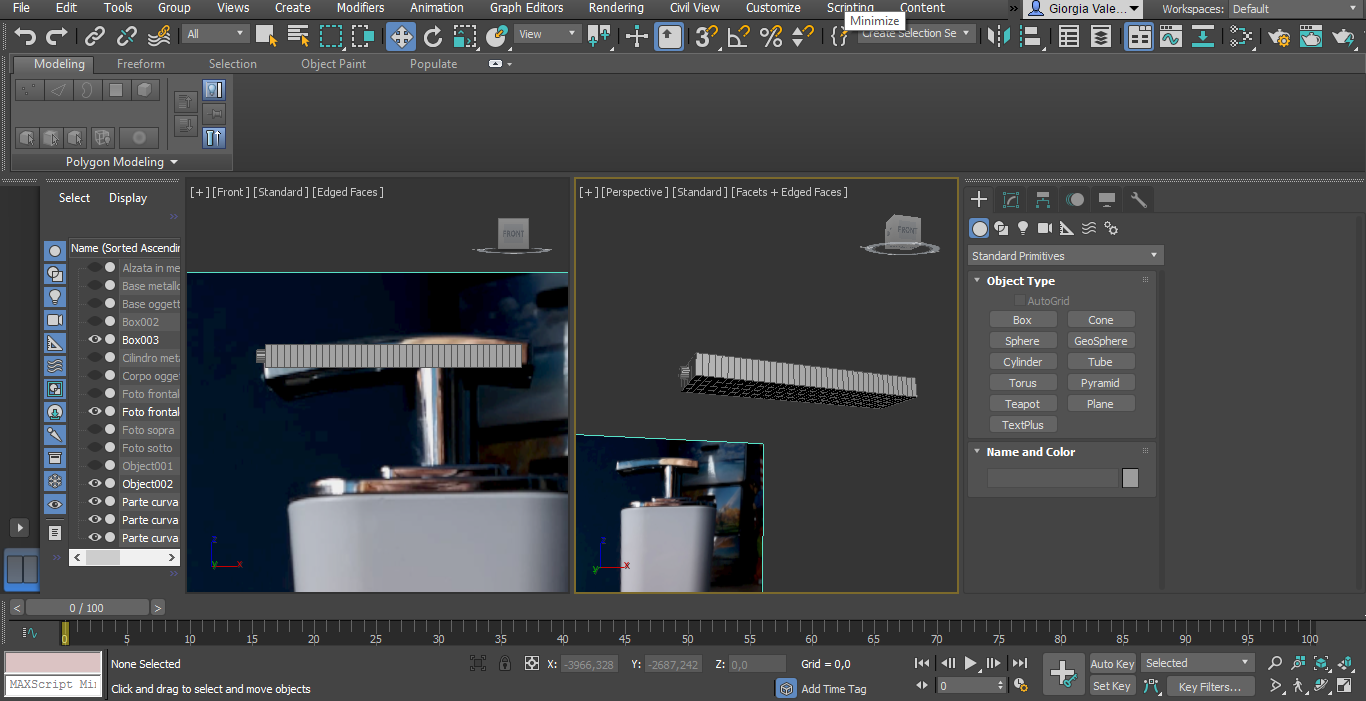 File Edit Tools Group Views Create Modifiers Animation Graph Editors Rendering Civil View Customize Scripting Content » Giorgia Vale... Workspaces: Default
Minimize
All View 3 % Create Selection Se
Modeling Freeform Selection Object Paint Populate
Polygon Modeling
Select Display
[+] [Front] [Standard] [Edged Faces]
[+] [Perspective] [Standard] [Facets + Edged Faces]
FRONT
FRONT
Name (Sorted Ascendin
Alzata in me
Base metallo
Base oggett
Box002
Box003
Cilindro meta
Corpo ogge
Foto frontal
Foto frontal
Foto sopra
Foto sotto
Object001
Object002
Parte curva
Parte curva
Parte curva
z
y x
z
y x
Standard Primitives
Object Type
AutoGrid
Box Cone
Sphere GeoSphere
Cylinder Tube
Torus Pyramid
Teapot Plane
TextPlus
Name and Color
< 0 / 100 >
0 5 10 15 20 25 30 35 40 45 50 55 60 65 70 75 80 85 90 95 100
None Selected X: -3966,328 Y: -2687,242 Z: 0,0 Grid = 0,0 Auto Key Selected
MAXScript Mi Click and drag to select and move objects Add Time Tag 0 Set Key Key Filters...